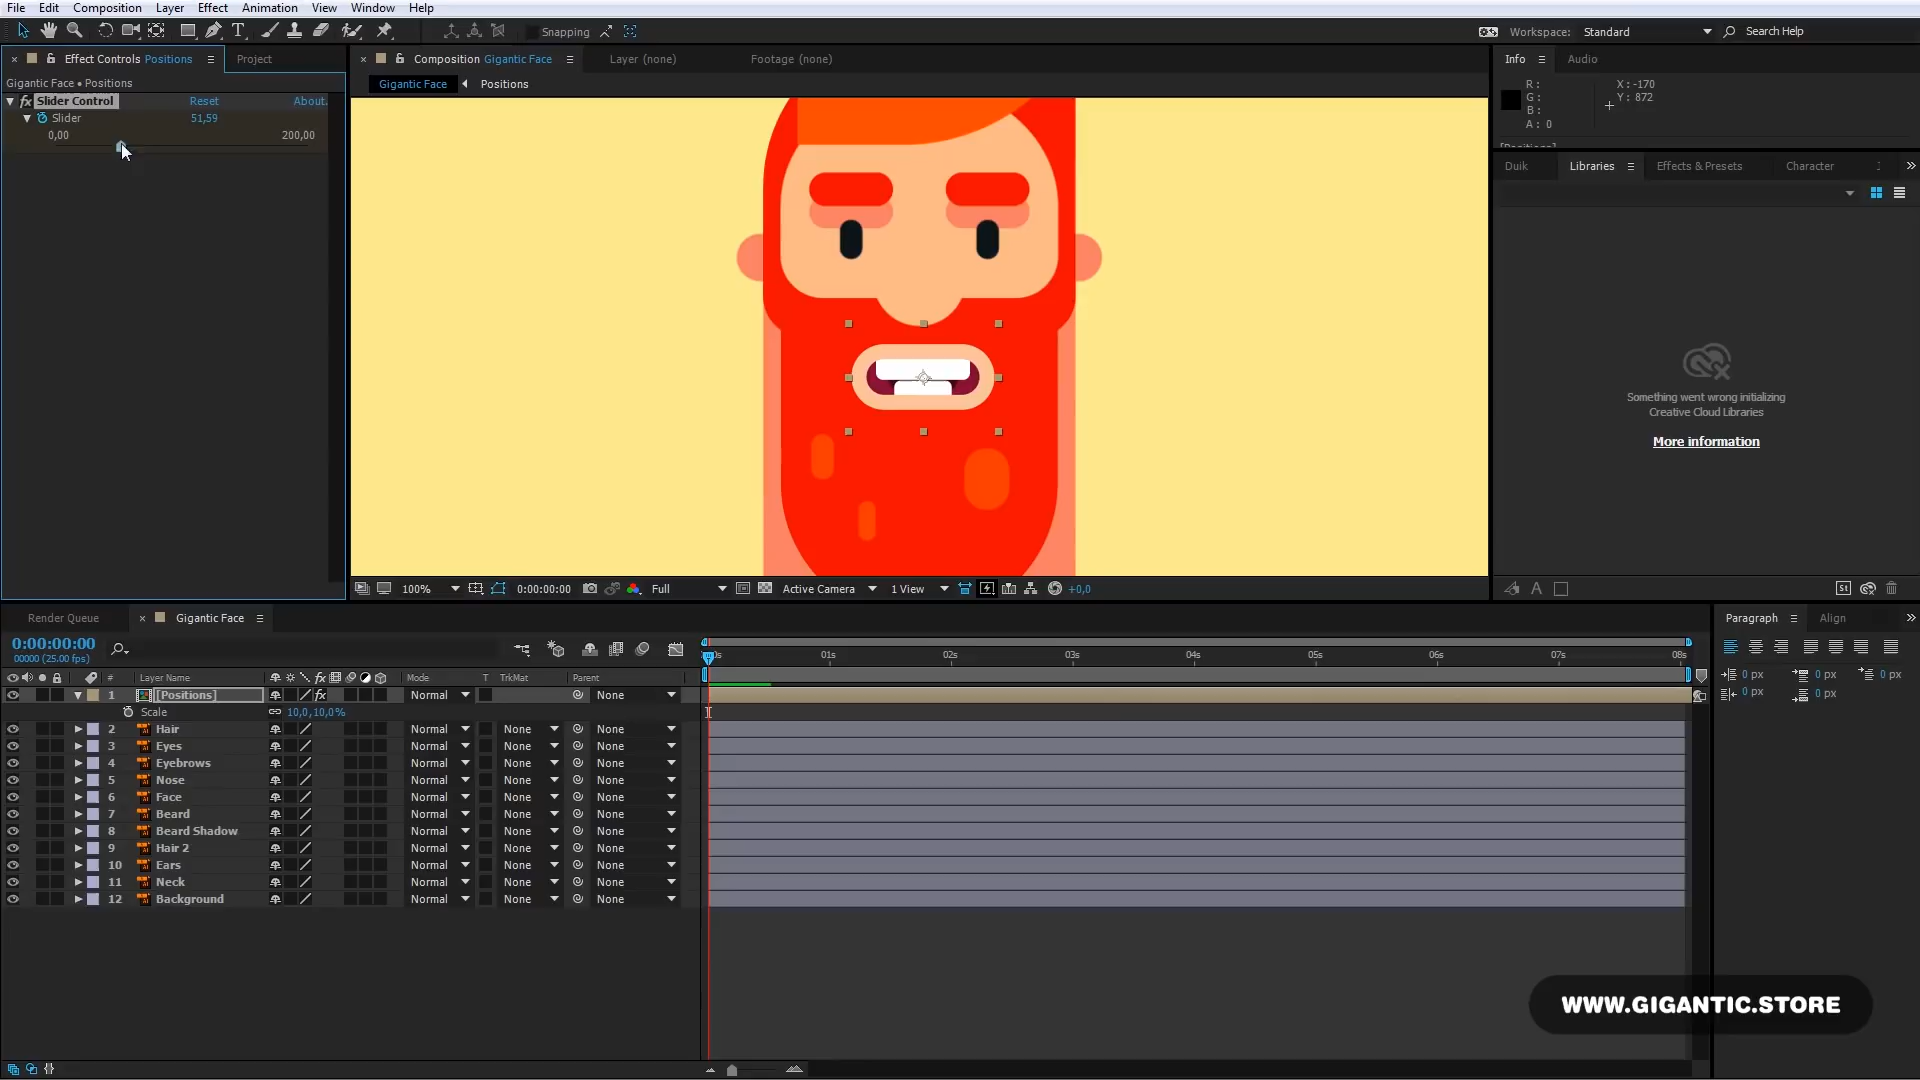 File Edit Composition Layer Effect Animation View Window Help
Snapping
Workspace: Standard Search Help
Effect Controls Positions
Project
Gigantic Face • Positions
fx Slider Control Reset About.
Slider 51,59
0,00 200,00
Composition Gigantic Face Layer (none) Footage (none)
Gigantic Face Positions
100% 0:00:00:00 Full Active Camera 1 View +0,0
Info Audio
R: X: -170
G: Y: 872
B:
A: 0
Duik Libraries Effects & Presets Character
Something went wrong initializing
Creative Cloud Libraries
More information
A St
Render Queue Gigantic Face
0:00:00:00
00000 (25.00 fps)
01s 02s 03s 04s 05s 06s 07s 08s
# Layer Name fx Mode T TrkMat Parent
1 [Positions] fx Normal None
Scale 10,0,10,0%
2 Hair Normal None None
3 Eyes Normal None None
4 Eyebrows Normal None None
5 Nose Normal None None
6 Face Normal None None
7 Beard Normal None None
8 Beard Shadow Normal None None
9 Hair 2 Normal None None
10 Ears Normal None None
11 Neck Normal None None
12 Background Normal None None
Paragraph Align
0 px 0 px 0 px
0 px 0 px
WWW.GIGANTIC.STORE